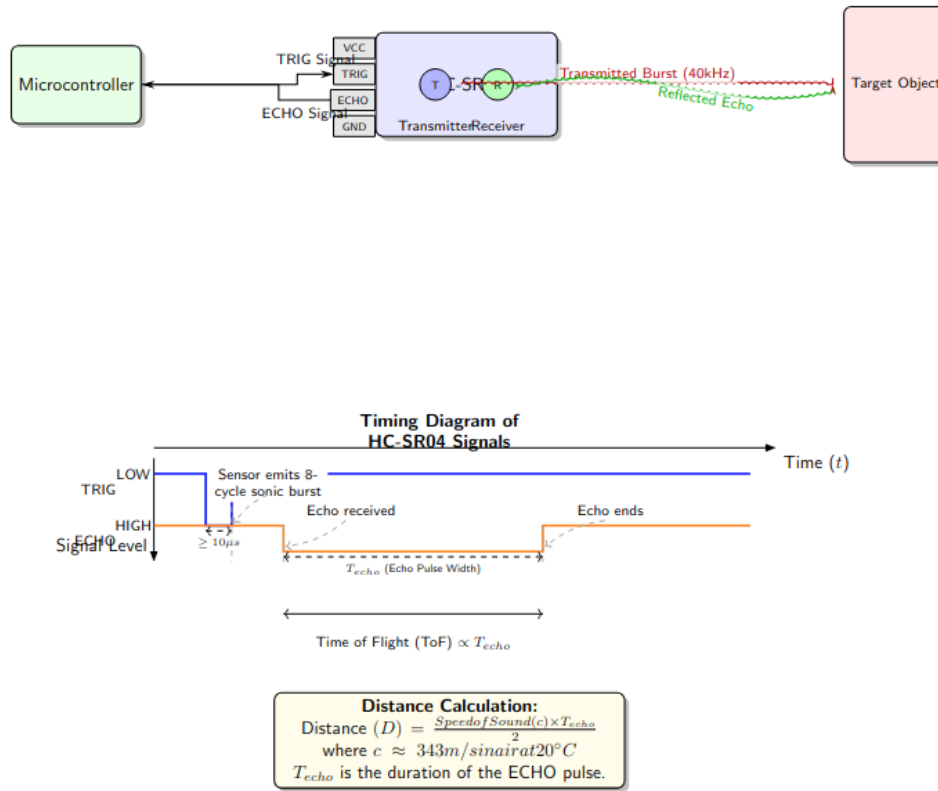 VCC
TRIG Signal
TRIG
Microcontroller
ECHO
ECHO Signal
GND
HC-SR04
T
R
Transmitter
Receiver
Transmitted Burst (40kHz)
Reflected Echo
Target Object
Timing Diagram of
HC-SR04 Signals
Time (t)
LOW
TRIG
Sensor emits 8-
cycle sonic burst
HIGH
ECHO
Signal Level
≥ 10μs
Echo received
Echo ends
T_echo (Echo Pulse Width)
Time of Flight (ToF) ∝ T_echo
Distance Calculation:
Distance (D) = SpeedofSound(c)×T_echo / 2
where c ≈ 343m/sinairat20°C
T_echo is the duration of the ECHO pulse.